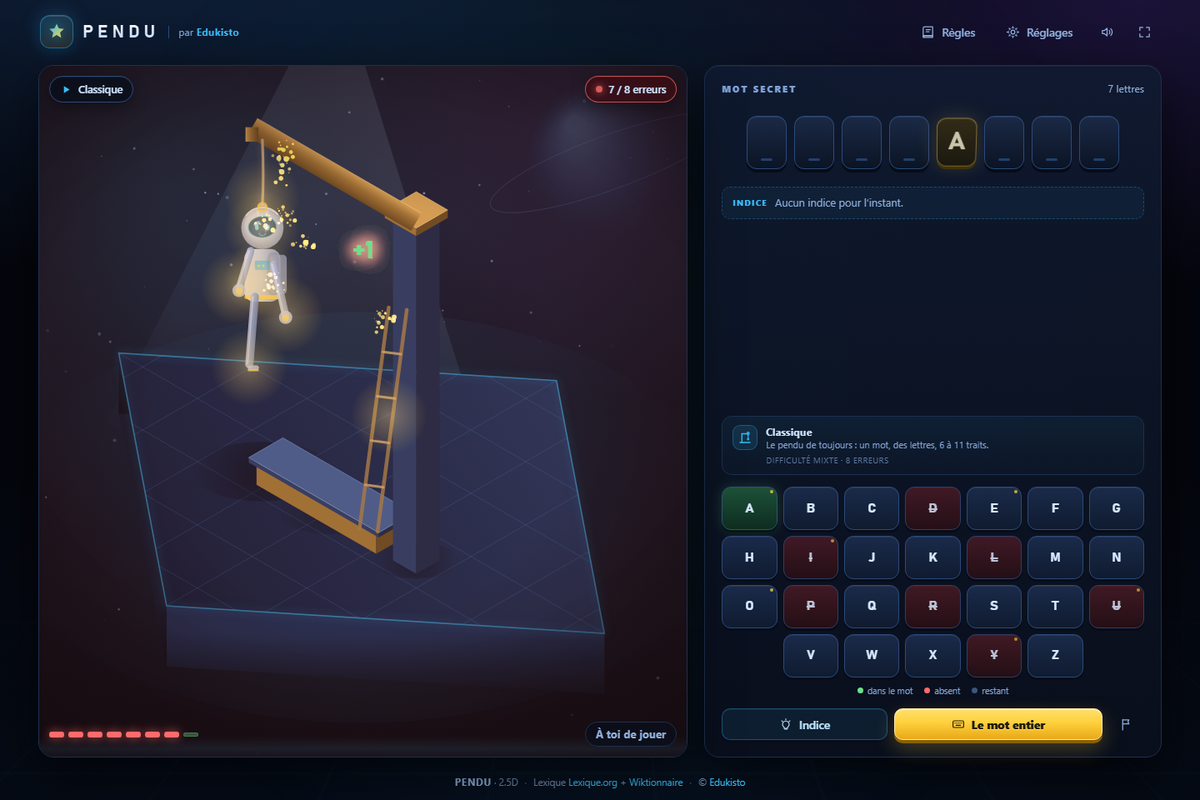 PENDU par Edukisto
Règles
Réglages
Classique
7 / 8 erreurs
+1
À toi de jouer
MOT SECRET
7 lettres
A
INDICE Aucun indice pour l'instant.
Classique
Le pendu de toujours : un mot, des lettres, 6 à 11 traits.
DIFFICULTÉ MIXTE · 8 ERREURS
A B C D E F G
H I J K L M N
O P Q R S T U
V W X Y Z
dans le mot absent restant
Indice
Le mot entier
PENDU · 2.5D · Lexique Lexique.org + Wiktionnaire · © Edukisto